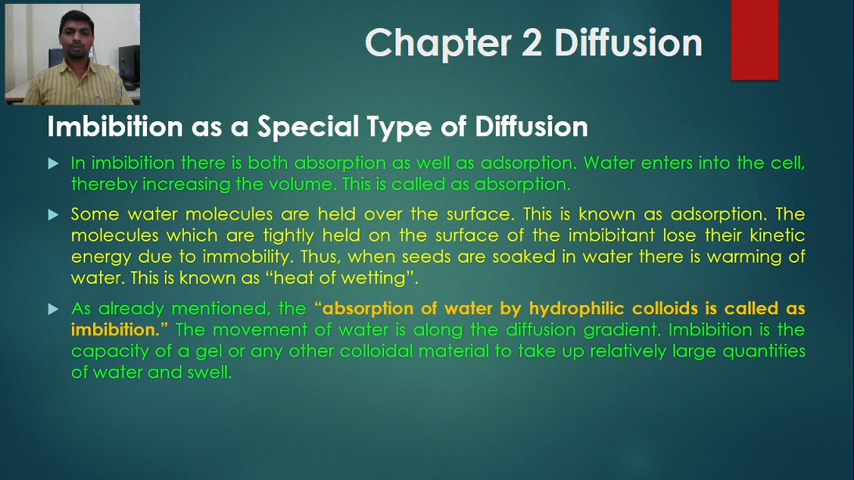 Chapter 2 Diffusion
Imbibition as a Special Type of Diffusion
In imbibition there is both absorption as well as adsorption. Water enters into the cell,
thereby increasing the volume. This is called as absorption.
Some water molecules are held over the surface. This is known as adsorption. The
molecules which are tightly held on the surface of the imbibitant lose their kinetic
energy due to immobility. Thus, when seeds are soaked in water there is warming of
water. This is known as “heat of wetting”.
As already mentioned, the “absorption of water by hydrophilic colloids is called as
imbibition.” The movement of water is along the diffusion gradient. Imbibition is the
capacity of a gel or any other colloidal material to take up relatively large quantities
of water and swell.